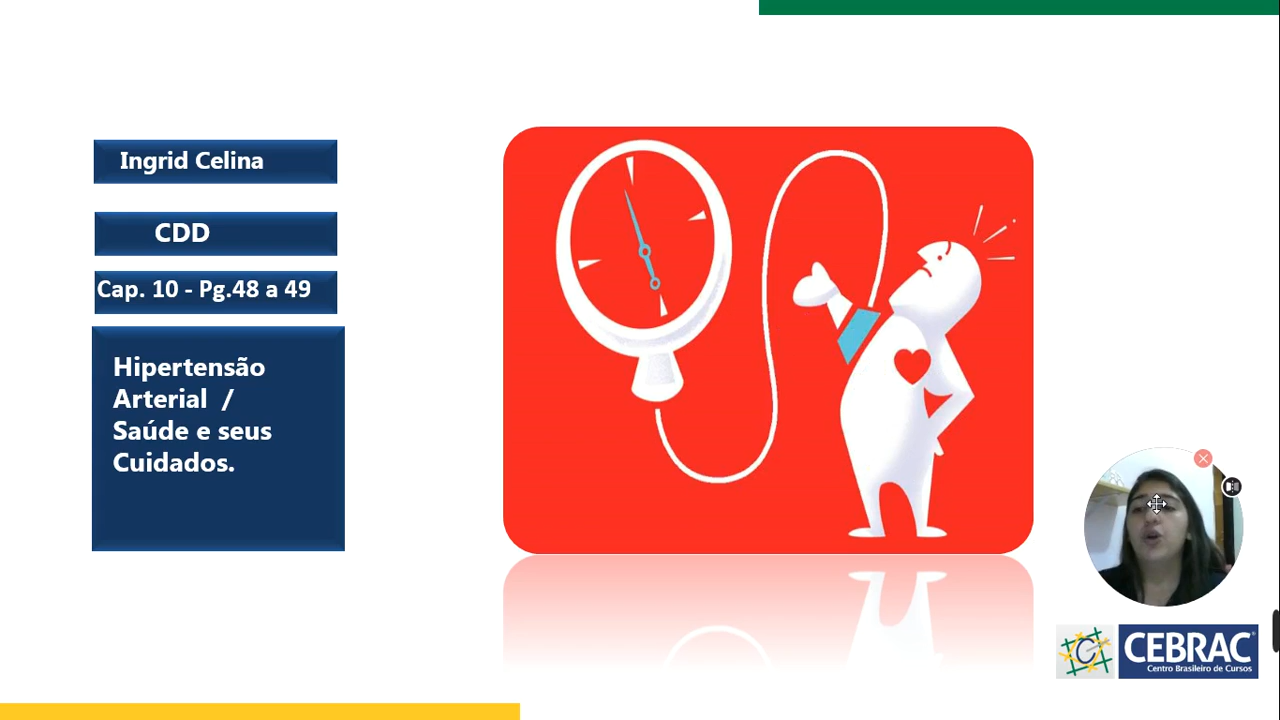 Ingrid Celina
CDD
Cap. 10 - Pg.48 a 49
Hipertensão
Arterial /
Saúde e seus
Cuidados.
CEBRAC®
Centro Brasileiro de Cursos